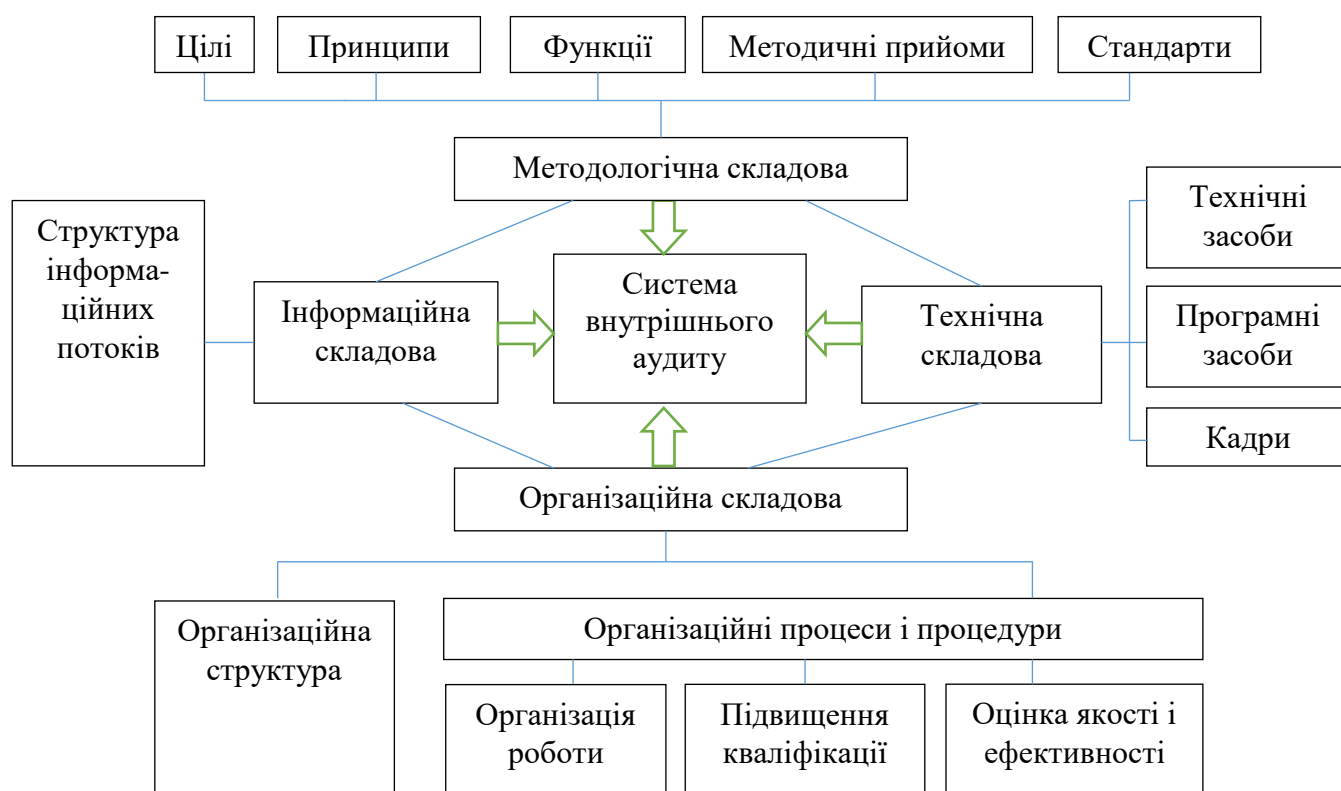 Цілі
Принципи
Функції
Методичні прийоми
Стандарти
Методологічна складова
Структура
інформа-
ційних
потоків
Інформаційна
складова
Система
внутрішнього
аудиту
Технічна
складова
Технічні
засоби
Програмні
засоби
Кадри
Організаційна складова
Організаційна
структура
Організаційні процеси і процедури
Організація
роботи
Підвищення
кваліфікації
Оцінка якості і
ефективності